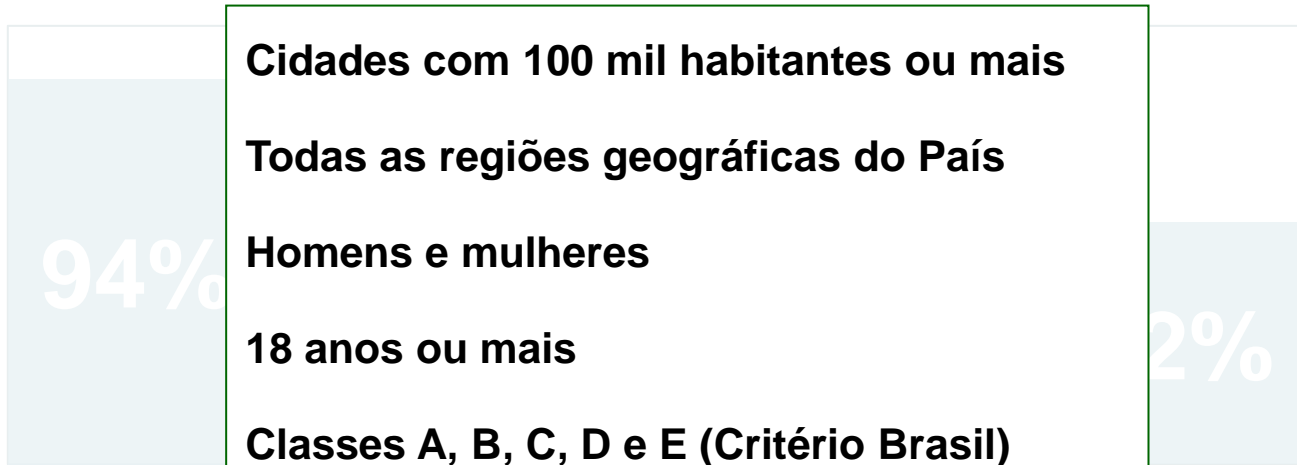 Cidades com 100 mil habitantes ou mais
Todas as regiões geográficas do País
94%
Homens e mulheres
18 anos ou mais
2%
Classes A, B, C, D e E (Critério Brasil)